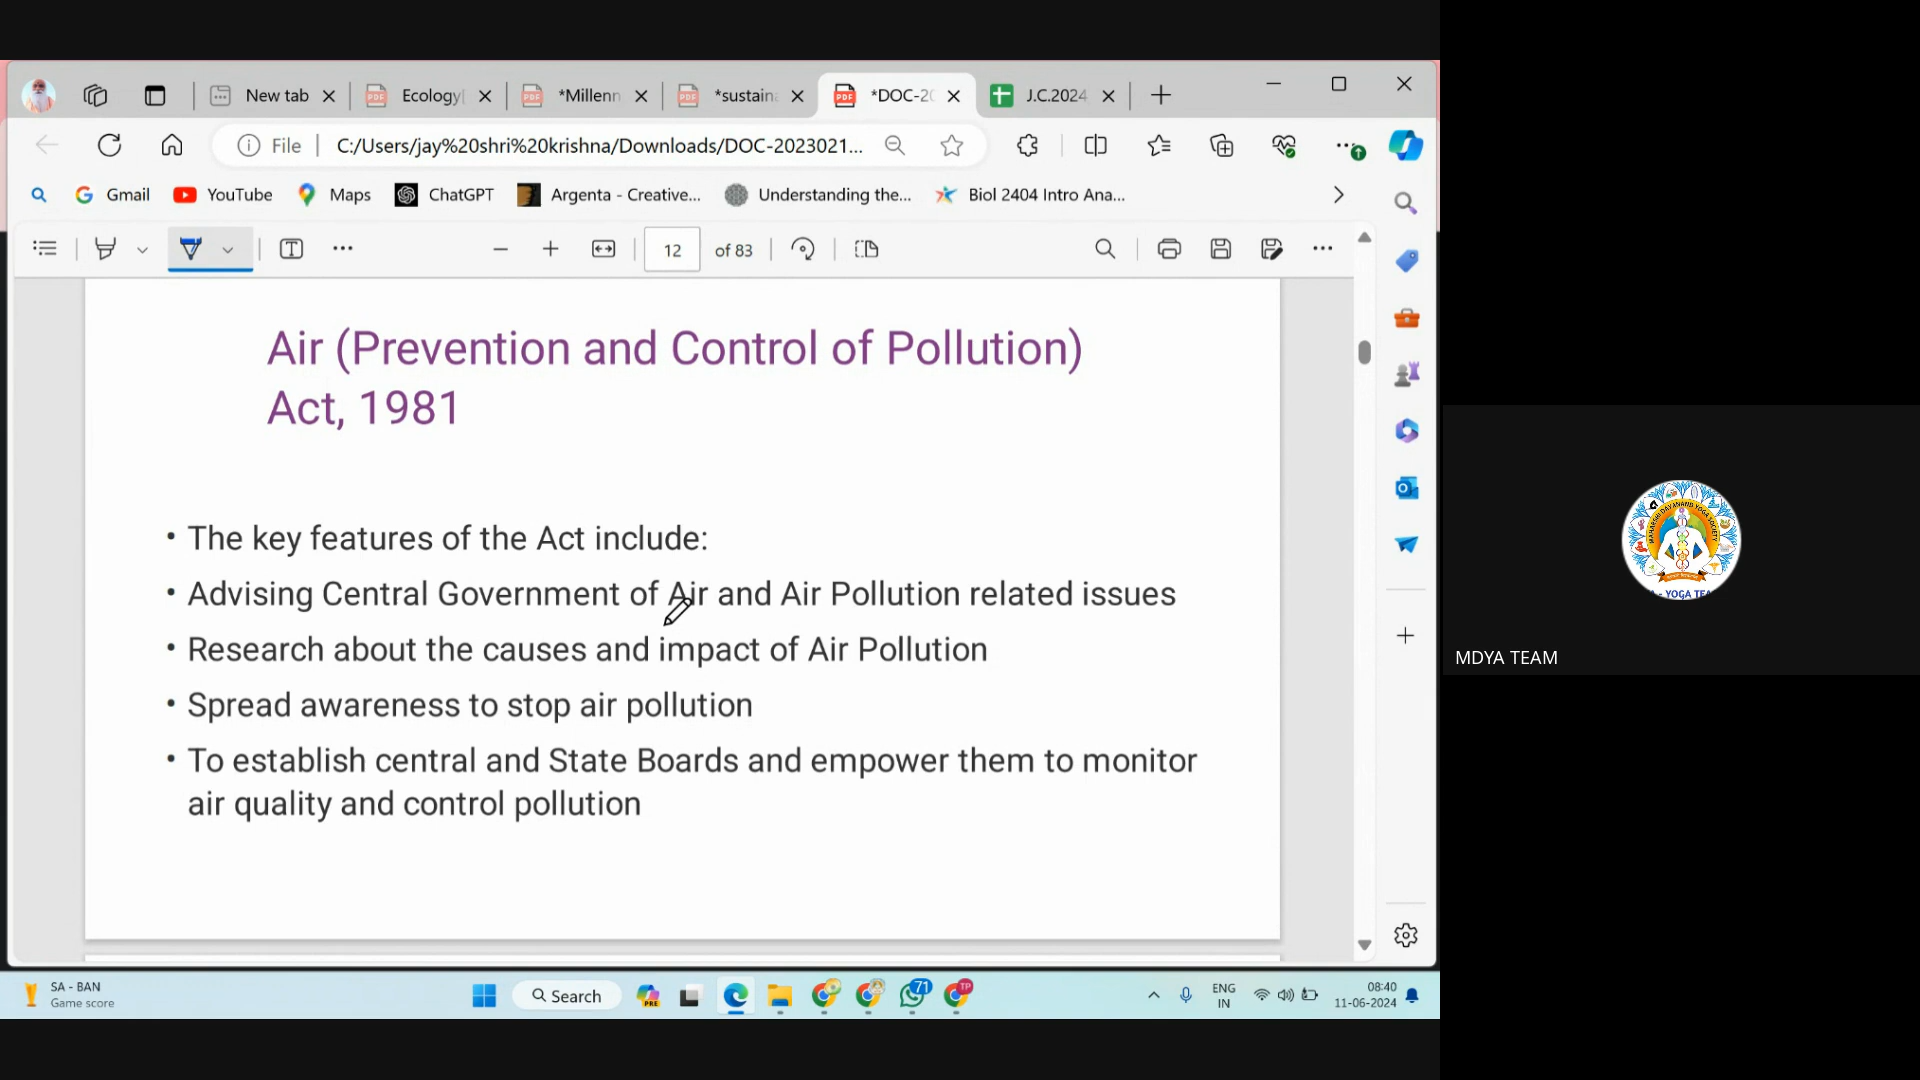 New tab
Ecology
*Millenn
*sustain
*DOC-20
J.C.2024
File
C:/Users/jay%20shri%20krishna/Downloads/DOC-2023021...
Gmail
YouTube
Maps
ChatGPT
Argenta - Creative...
Understanding the...
Biol 2404 Intro Ana...
12
of 83
Air (Prevention and Control of Pollution)
Act, 1981
• The key features of the Act include:
• Advising Central Government of Air and Air Pollution related issues
• Research about the causes and impact of Air Pollution
• Spread awareness to stop air pollution
• To establish central and State Boards and empower them to monitor
air quality and control pollution
MDYA TEAM
SA - BAN
Game score
Search
PRE
71
TP
ENG
IN
08:40
11-06-2024